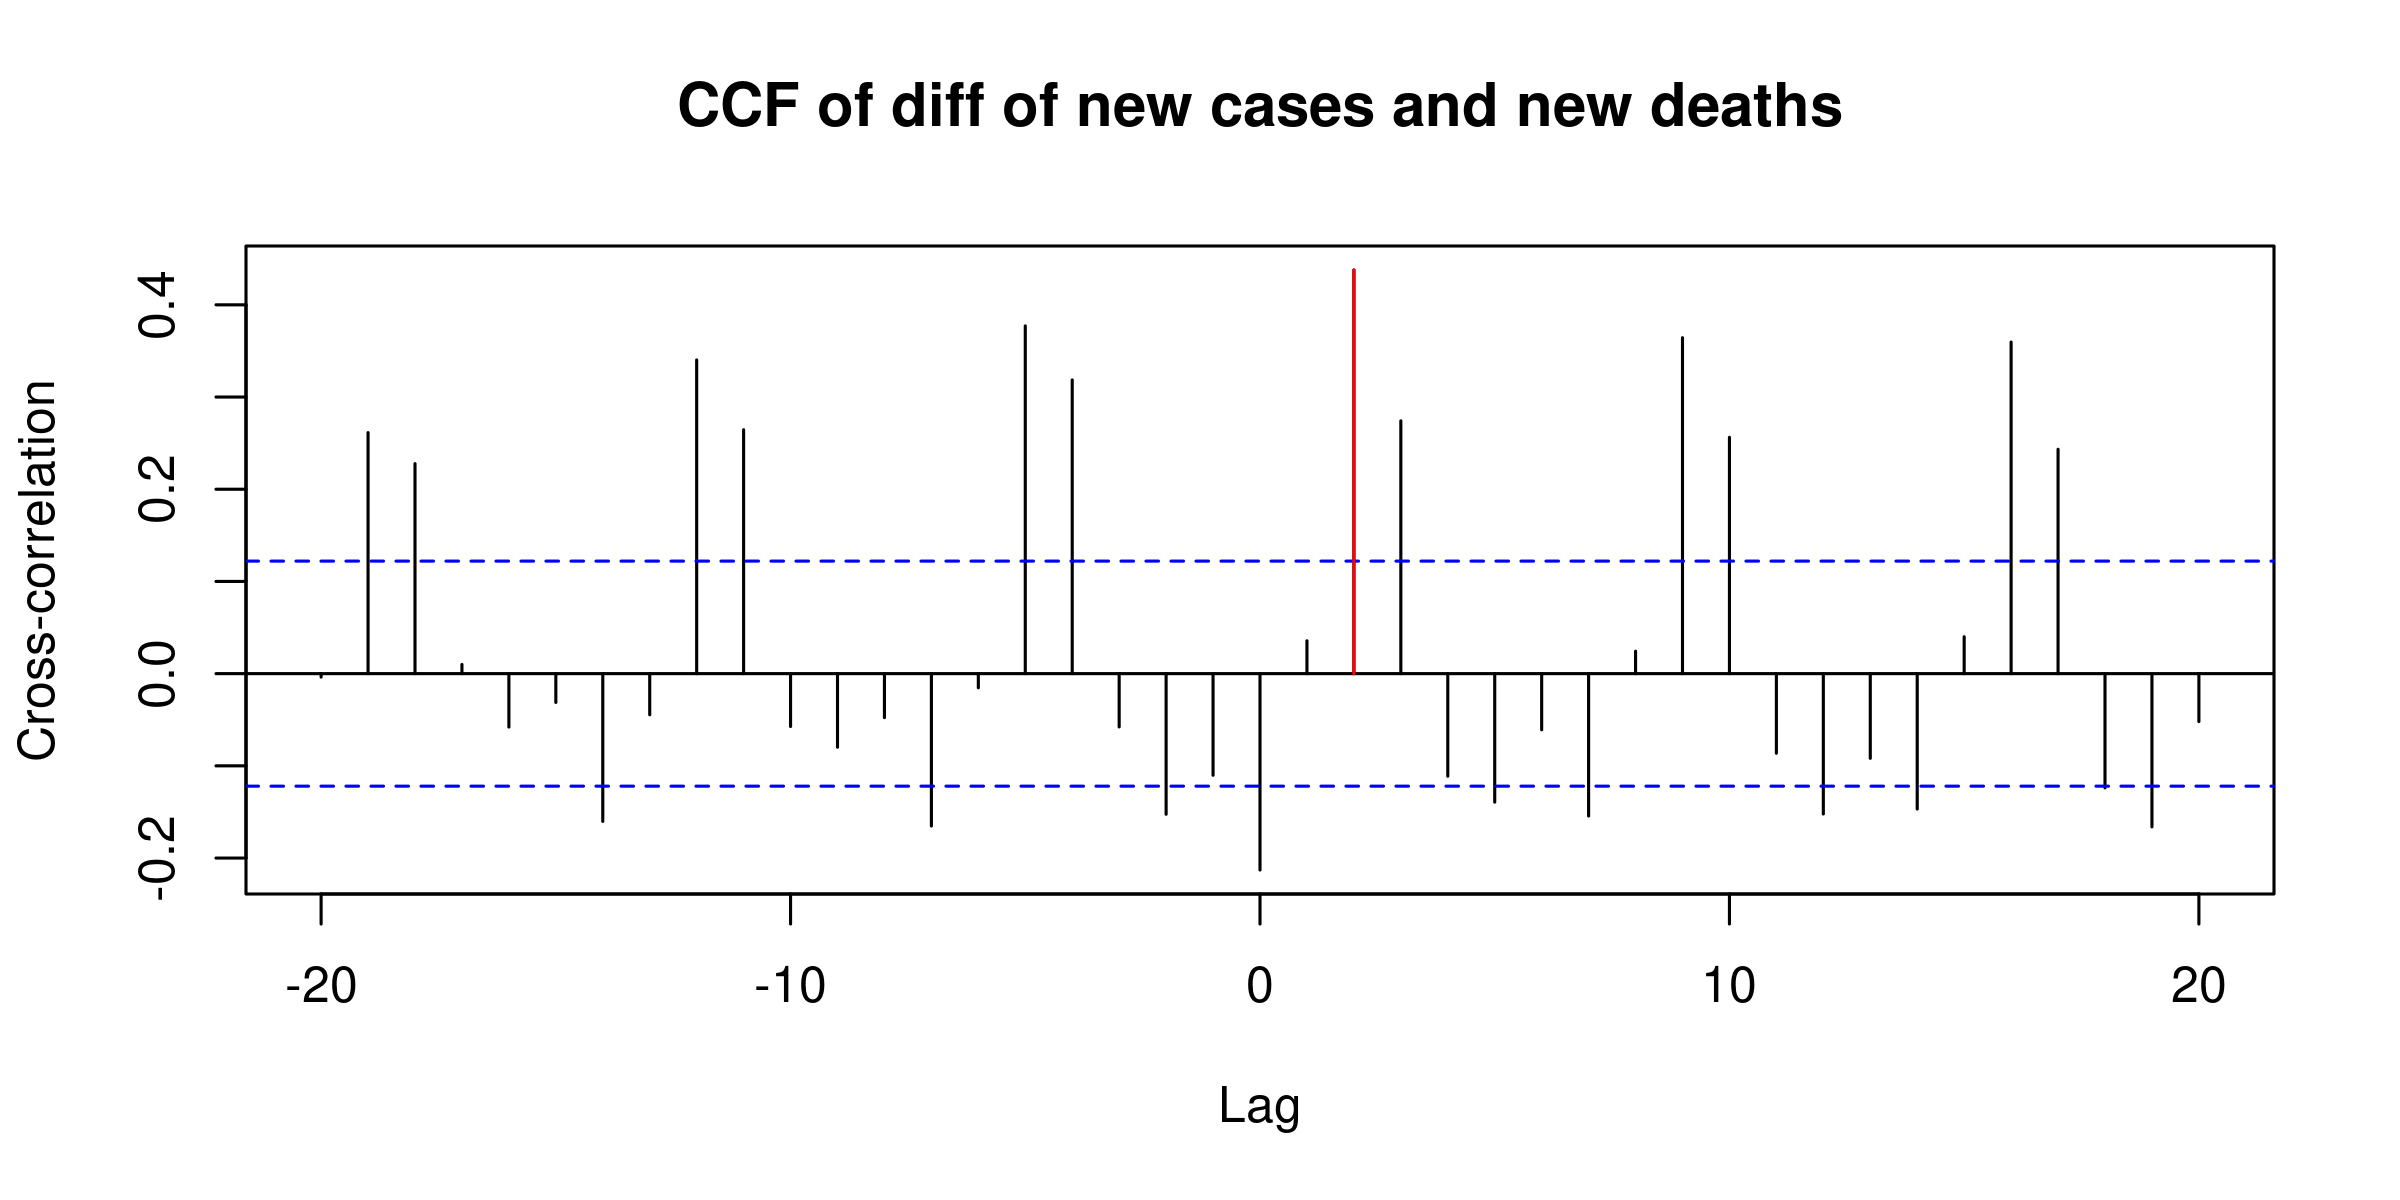 CCF of diff of new cases and new deaths
Cross-correlation
0.4
0.2
0.0
-0.2
-20 -10 0 10 20
Lag